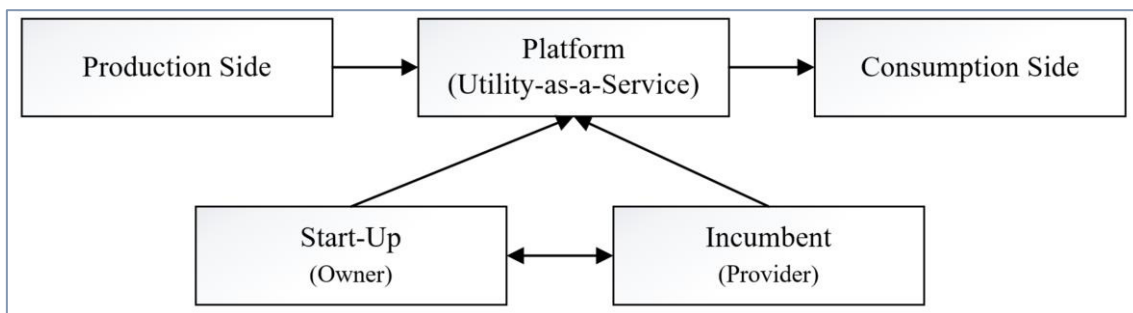 Production Side
Platform
(Utility-as-a-Service)
Consumption Side
Start-Up
(Owner)
Incumbent
(Provider)